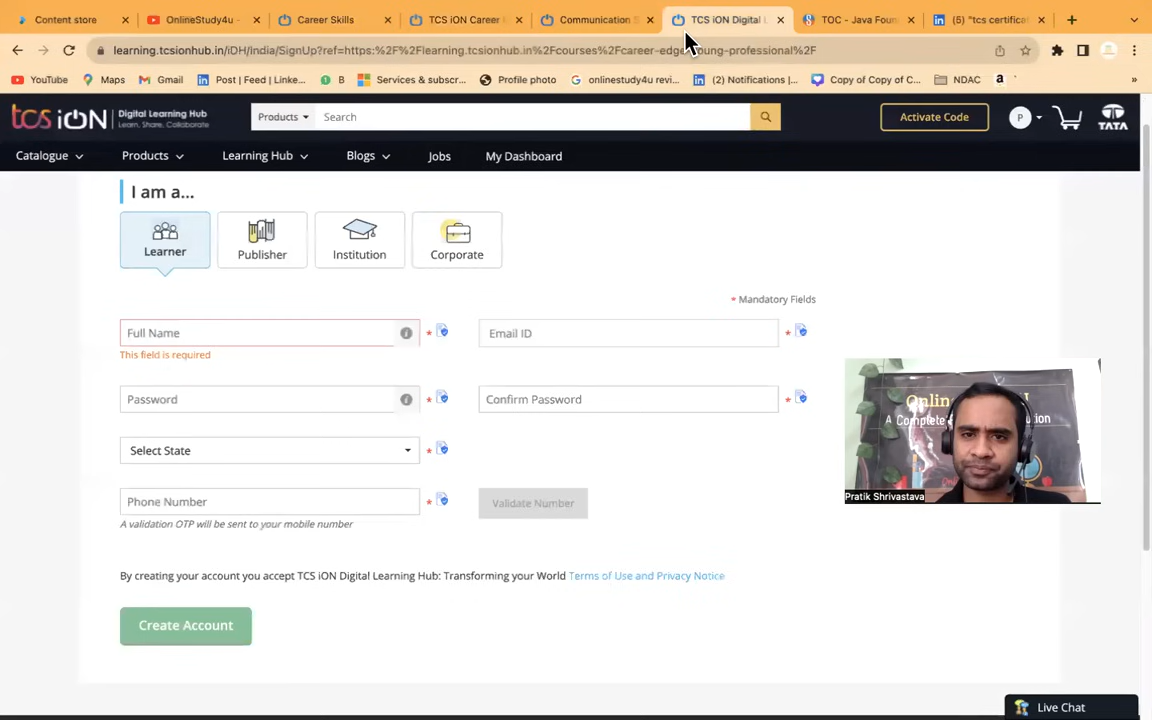 Content store
OnlineStudy4u -
Career Skills
TCS iON Career
Communication S
TCS iON Digital L
TOC - Java Foun
(5) "tcs certifica
learning.tcsionhub.in/iDH/India/SignUp?ref=https:%2F%2Flearning.tcsionhub.in%2Fcourses%2Fcareer-edge
oung-professional%2F
YouTube
Maps
Gmail
Post | Feed | Linke...
B
Services & subscr...
Profile photo
onlinestudy4u revi...
(2) Notifications |...
Copy of Copy of C...
NDAC
tcs iON
Digital Learning Hub
Learn. Share. Collaborate
Products
Search
Activate Code
P
TATA
Catalogue
Products
Learning Hub
Blogs
Jobs
My Dashboard
I am a...
Learner
Publisher
Institution
Corporate
* Mandatory Fields
Full Name
*
Email ID
*
This field is required
Password
*
Confirm Password
*
Select State
*
Phone Number
*
Validate Number
A validation OTP will be sent to your mobile number
By creating your account you accept TCS iON Digital Learning Hub: Transforming your World Terms of Use and Privacy Notice
Create Account
A Complete
Pratik Shrivastava
Live Chat